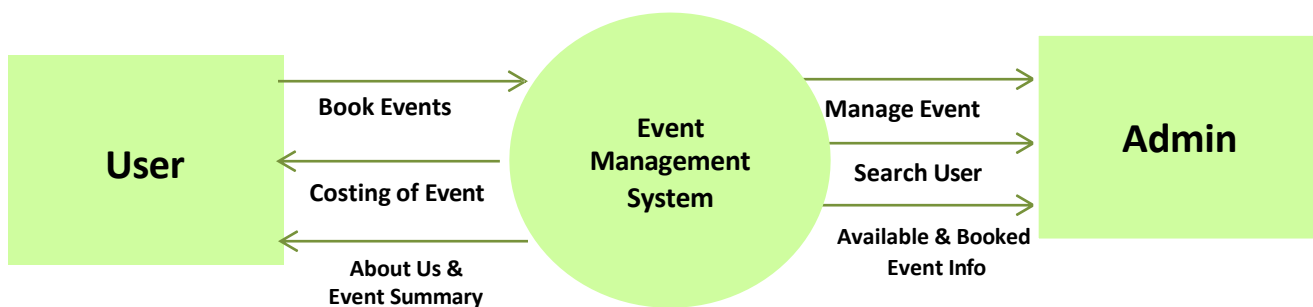 User
Book Events
Costing of Event
About Us &
Event Summary
Event
Management
System
Manage Event
Search User
Available & Booked
Event Info
Admin